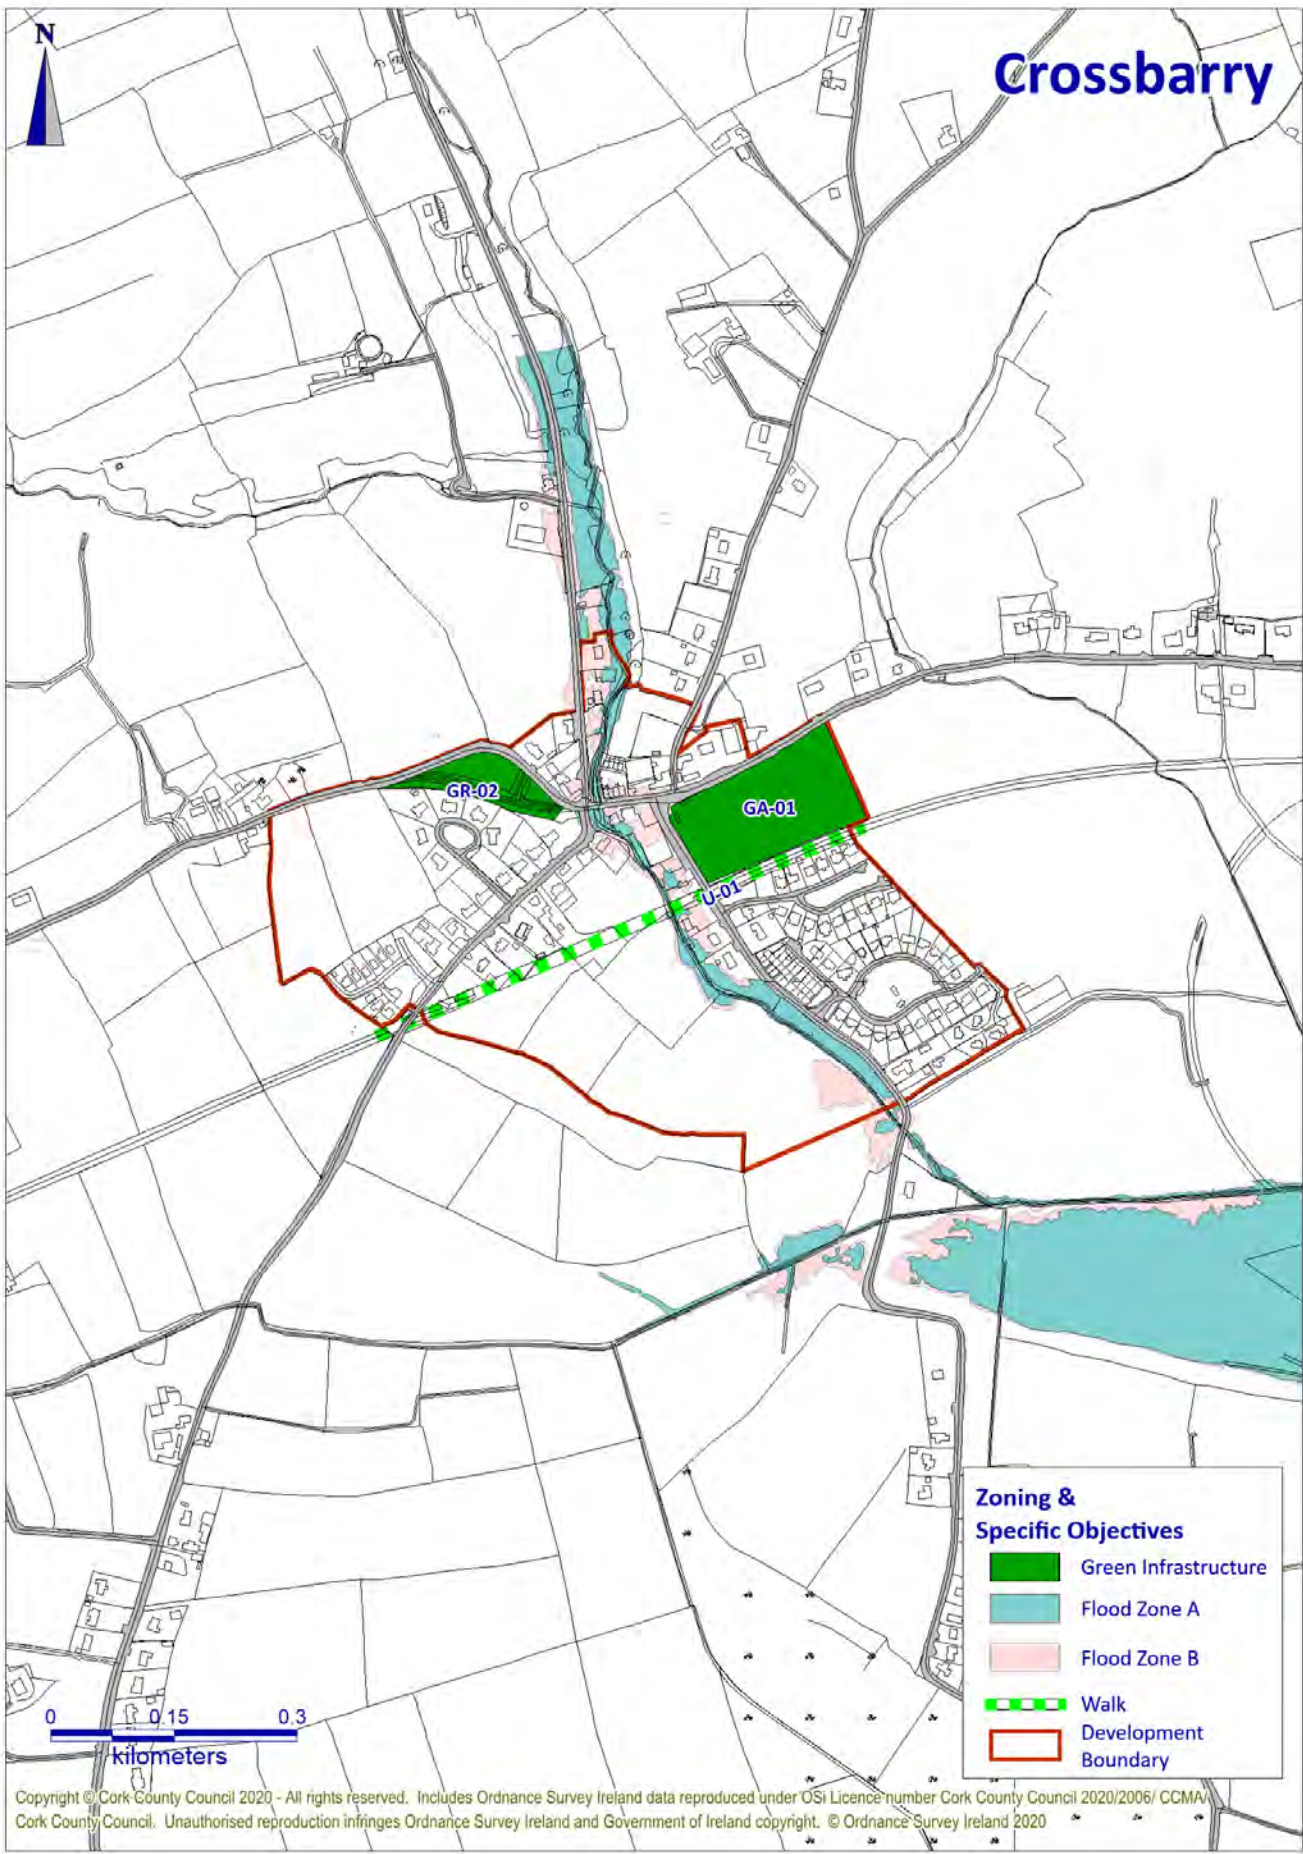 N
Crossbarry
GR-02
GA-01
U-01
Zoning &
Specific Objectives
Green Infrastructure
Flood Zone A
Flood Zone B
Walk
Development
Boundary
0 0.15 0.3
kilometers
Copyright © Cork County Council 2020 - All rights reserved. Includes Ordnance Survey Ireland data reproduced under OSi Licence number Cork County Council 2020/2006/ CCMA/
Cork County Council. Unauthorised reproduction infringes Ordnance Survey Ireland and Government of Ireland copyright. © Ordnance Survey Ireland 2020